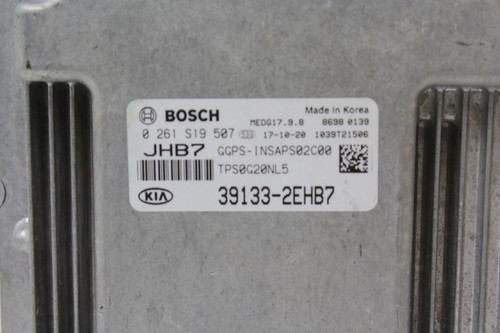 BOSCH
Made in Korea
MEDG17.9.8 8698 0139
0 261 S19 507 17-10-20 1039T21506
JHB7 GGPS-INSAPS02C00
TPS0G20NL5
KIA 39133-2EHB7